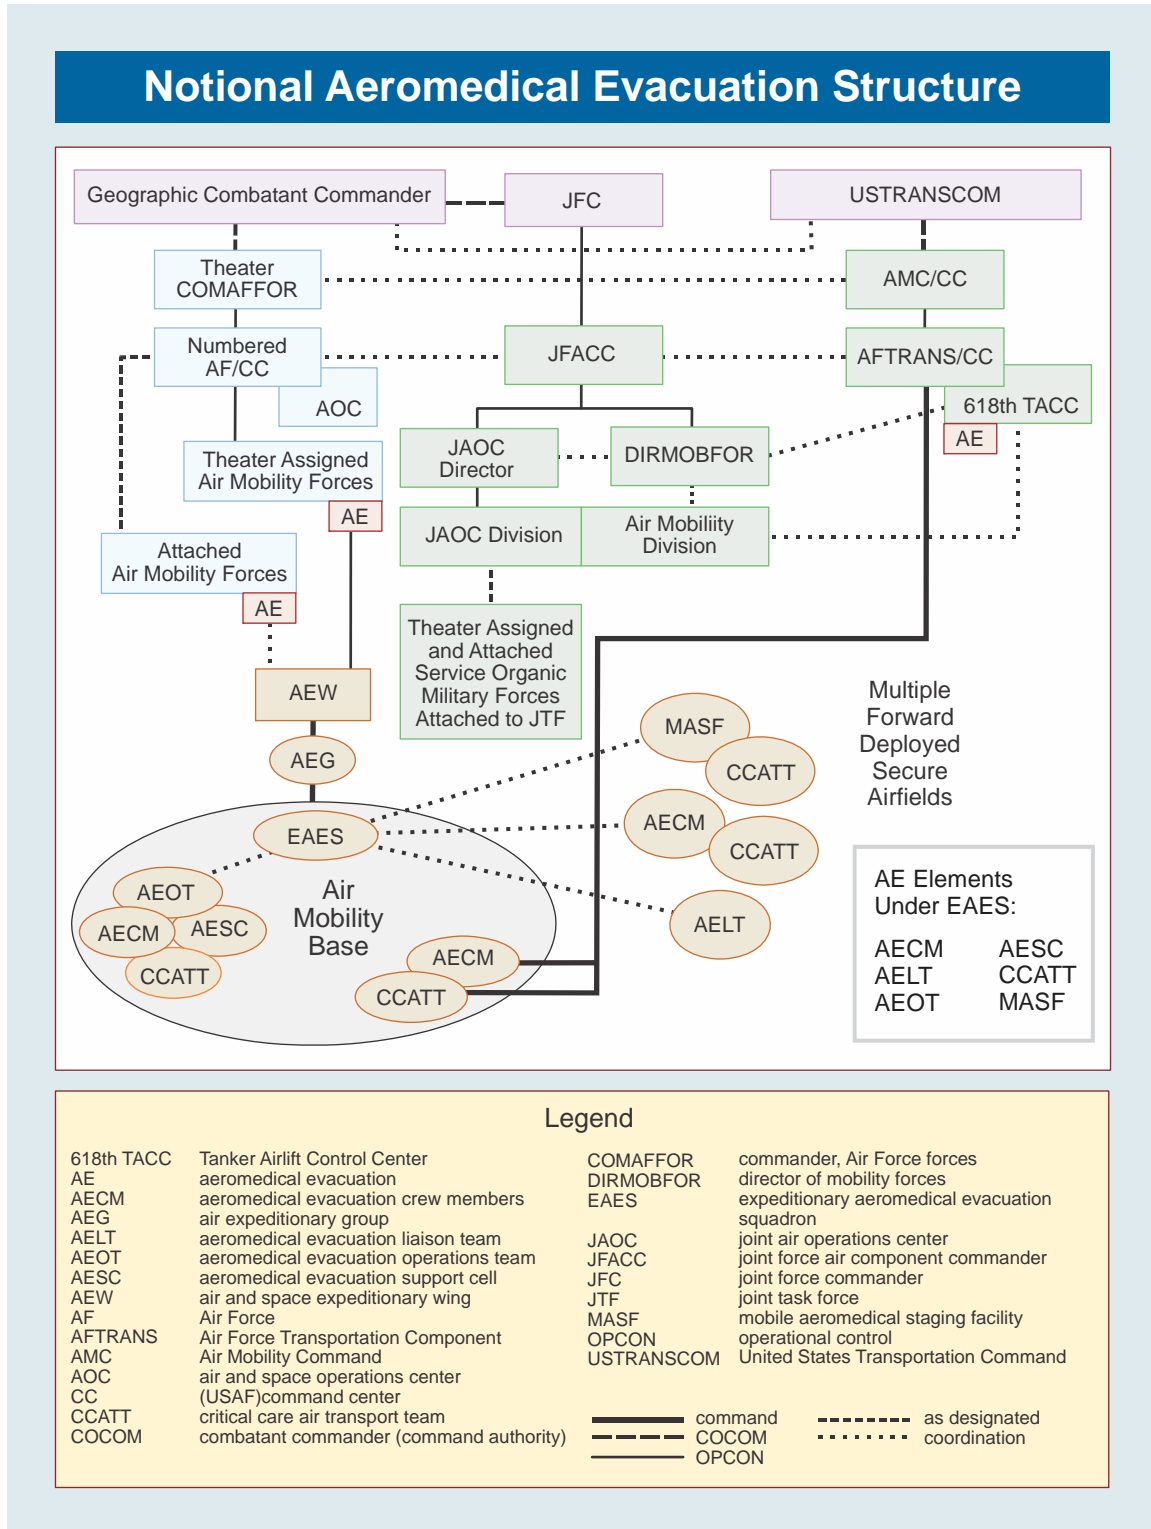 Notional Aeromedical Evacuation Structure
Geographic Combatant Commander
JFC
USTRANSCOM
Theater
COMAFFOR
AMC/CC
Numbered
AF/CC
JFACC
AFTRANS/CC
AOC
618th TACC
AE
JAOC
Director
DIRMOBFOR
Theater Assigned
Air Mobility Forces
AE
JAOC Division
Air Mobiliity
Division
Attached
Air Mobility Forces
AE
Theater Assigned
and Attached
Service Organic
Military Forces
Attached to JTF
AEW
AEG
MASF
CCATT
Multiple
Forward
Deployed
Secure
Airfields
EAES
AECM
CCATT
AEOT
AECM
AESC
CCATT
Air
Mobility
Base
AELT
AECM
CCATT
AE Elements
Under EAES:
AECM AESC
AELT CCATT
AEOT MASF
Legend
618th TACC Tanker Airlift Control Center
AE aeromedical evacuation
AECM aeromedical evacuation crew members
AEG air expeditionary group
AELT aeromedical evacuation liaison team
AEOT aeromedical evacuation operations team
AESC aeromedical evacuation support cell
AEW air and space expeditionary wing
AF Air Force
AFTRANS Air Force Transportation Component
AMC Air Mobility Command
AOC air and space operations center
CC (USAF)command center
CCATT critical care air transport team
COCOM combatant commander (command authority)
COMAFFOR commander, Air Force forces
DIRMOBFOR director of mobility forces
EAES expeditionary aeromedical evacuation
squadron
JAOC joint air operations center
JFACC joint force air component commander
JFC joint force commander
JTF joint task force
MASF mobile aeromedical staging facility
OPCON operational control
USTRANSCOM United States Transportation Command
command
COCOM
OPCON
as designated
coordination